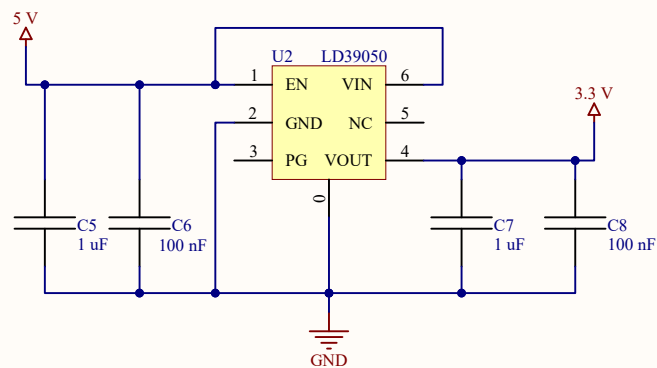 5 V
U2 LD39050
1 EN VIN 6
2 GND NC 5
3 PG VOUT 4
0
3.3 V
C5
1 uF
C6
100 nF
C7
1 uF
C8
100 nF
GND